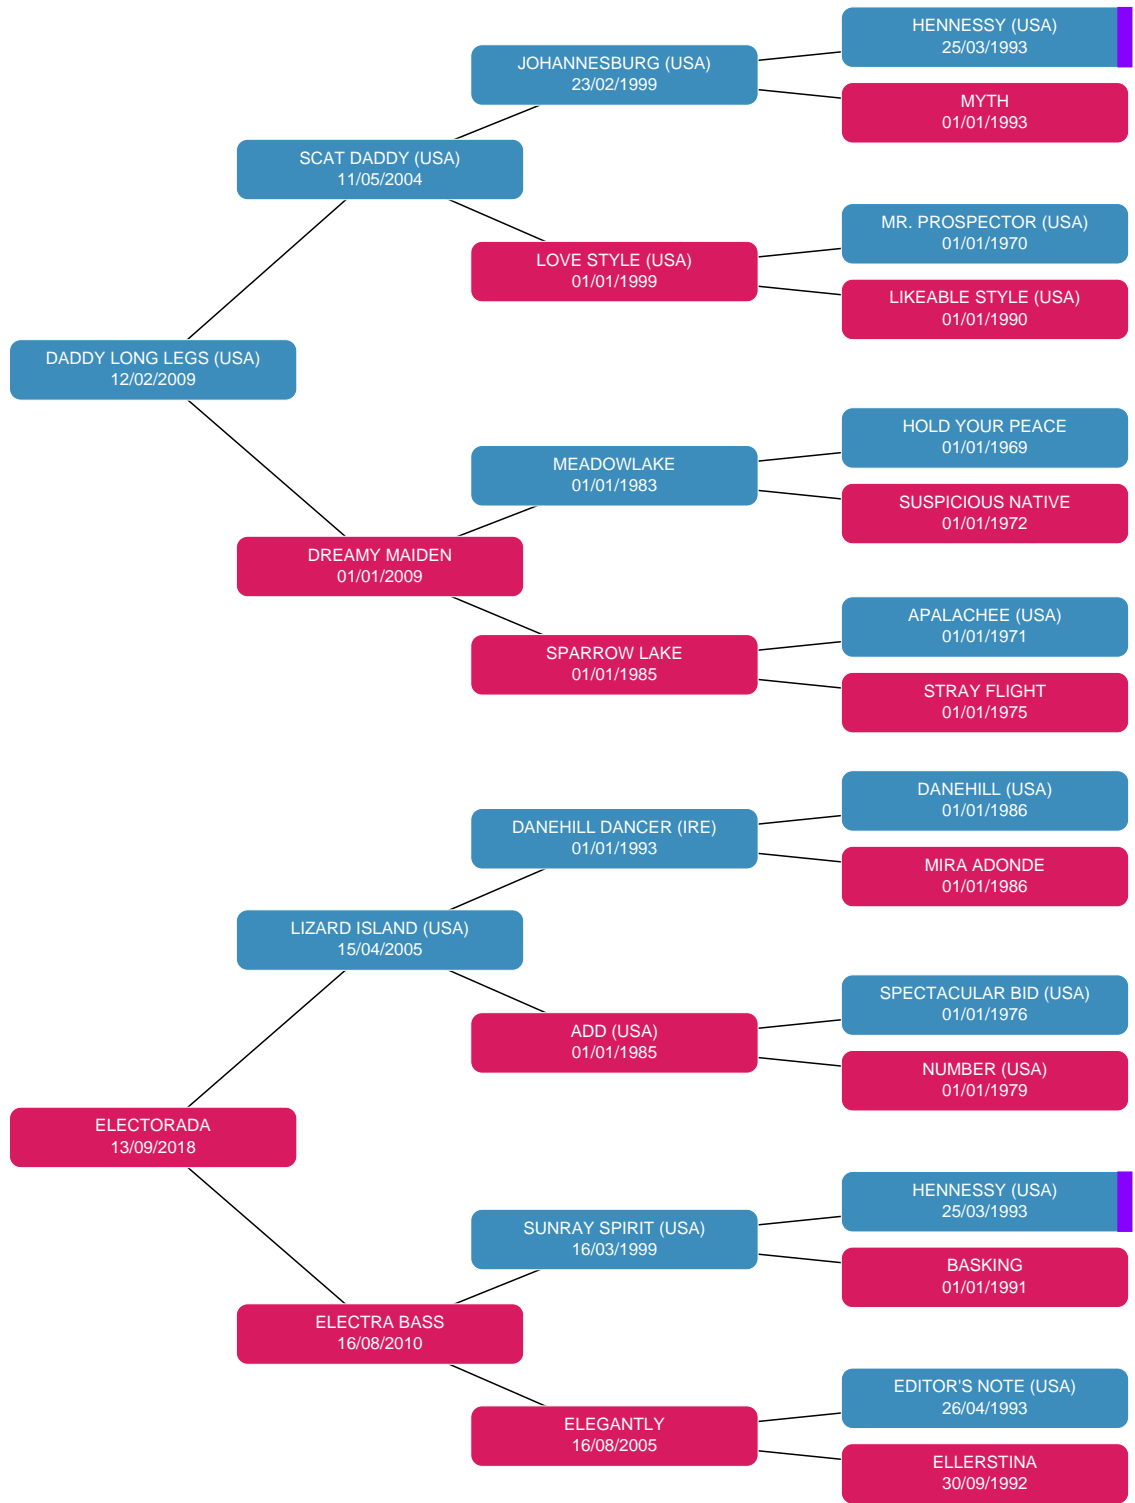 HENNESSY (USA)
25/03/1993
JOHANNESBURG (USA)
23/02/1999
MYTH
01/01/1993
SCAT DADDY (USA)
11/05/2004
MR. PROSPECTOR (USA)
01/01/1970
LOVE STYLE (USA)
01/01/1999
LIKEABLE STYLE (USA)
01/01/1990
DADDY LONG LEGS (USA)
12/02/2009
HOLD YOUR PEACE
01/01/1969
MEADOWLAKE
01/01/1983
SUSPICIOUS NATIVE
01/01/1972
DREAMY MAIDEN
01/01/2009
APALACHEE (USA)
01/01/1971
SPARROW LAKE
01/01/1985
STRAY FLIGHT
01/01/1975
DANEHILL (USA)
01/01/1986
DANEHILL DANCER (IRE)
01/01/1993
MIRA ADONDE
01/01/1986
LIZARD ISLAND (USA)
15/04/2005
SPECTACULAR BID (USA)
01/01/1976
ADD (USA)
01/01/1985
NUMBER (USA)
01/01/1979
ELECTORADA
13/09/2018
HENNESSY (USA)
25/03/1993
SUNRAY SPIRIT (USA)
16/03/1999
BASKING
01/01/1991
ELECTRA BASS
16/08/2010
EDITOR'S NOTE (USA)
26/04/1993
ELEGANTLY
16/08/2005
ELLERSTINA
30/09/1992